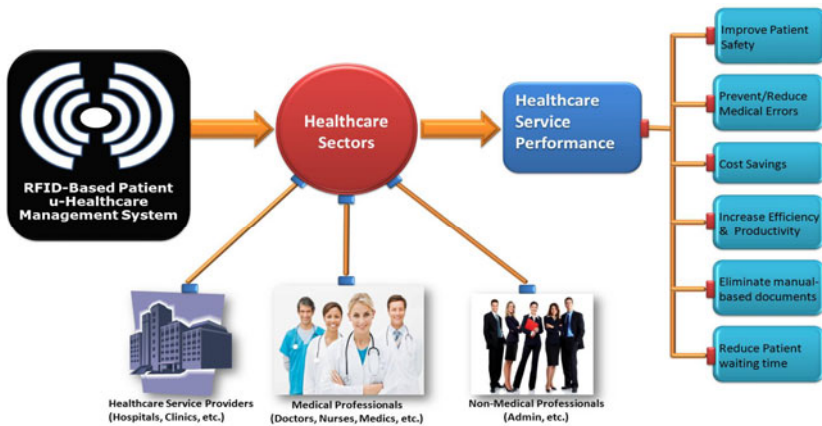 RFID-Based Patient
u-Healthcare
Management System
Healthcare
Sectors
Healthcare
Service
Performance
Improve Patient
Safety
Prevent/Reduce
Medical Errors
Cost Savings
Increase Efficiency
& Productivity
Eliminate manual-
based documents
Reduce Patient
waiting time
Healthcare Service Providers
(Hospitals, Clinics, etc.)
Medical Professionals
(Doctors, Nurses, Medics, etc.)
Non-Medical Professionals
(Admin, etc.)